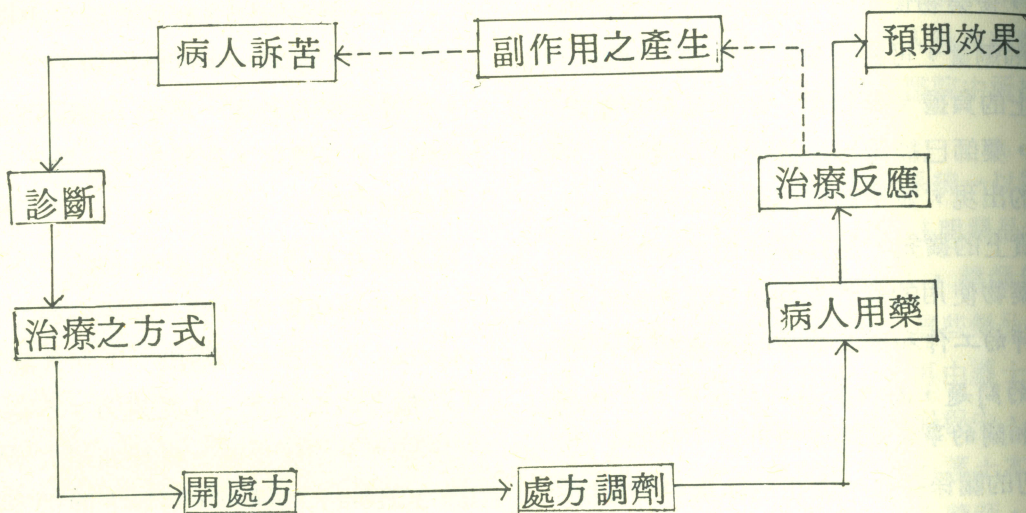 病人訴苦
副作用之產生
預期效果
診斷
治療反應
治療之方式
病人用藥
開處方
處方調劑